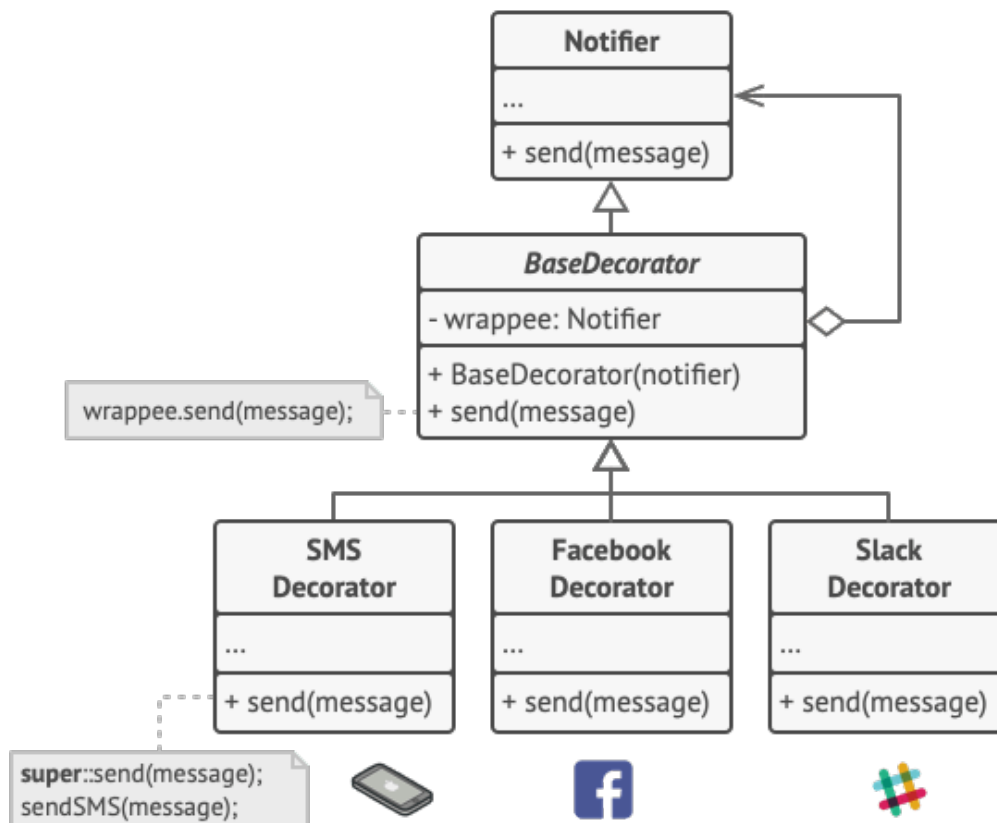 Notifier
...
+ send(message)
BaseDecorator
- wrappee: Notifier
+ BaseDecorator(notifier)
+ send(message)
wrappee.send(message);
SMS
Decorator
...
+ send(message)
Facebook
Decorator
...
+ send(message)
Slack
Decorator
...
+ send(message)
super::send(message);
sendSMS(message);